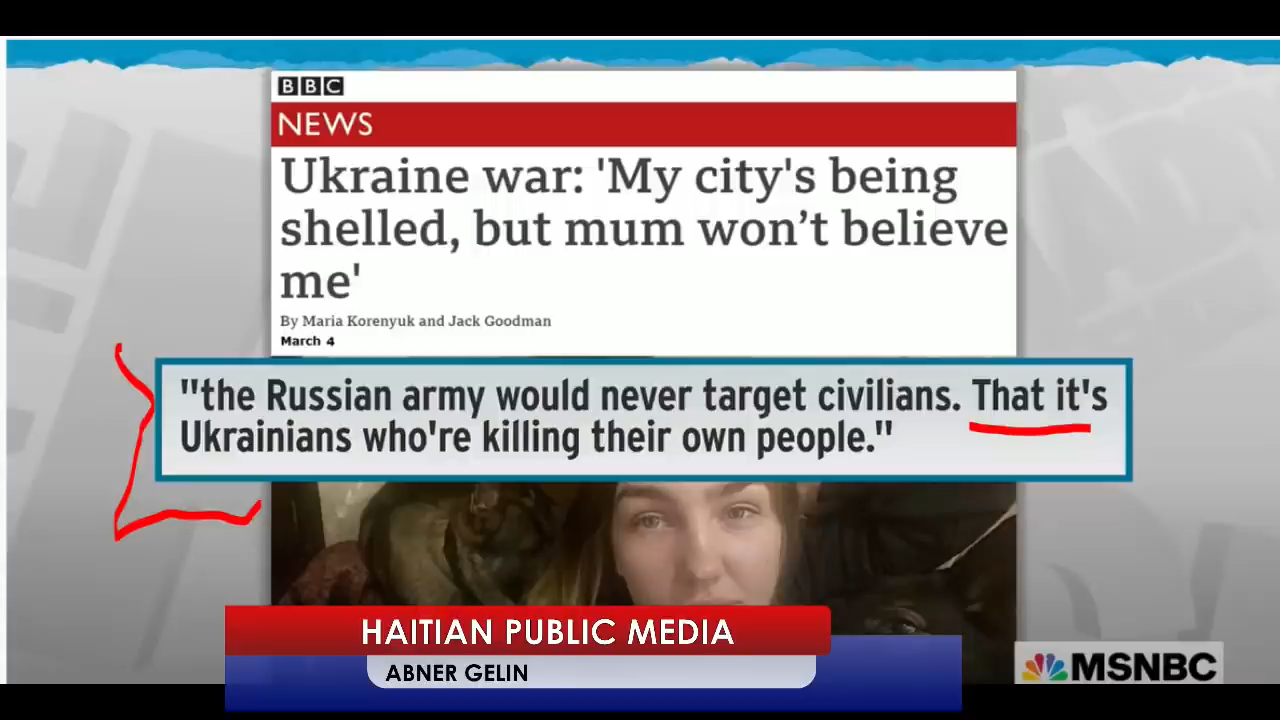 BBC
NEWS
Ukraine war: 'My city's being
shelled, but mum won’t believe
me'
By Maria Korenyuk and Jack Goodman
March 4
"the Russian army would never target civilians. That it's
Ukrainians who're killing their own people."
HAITIAN PUBLIC MEDIA
ABNER GELIN
MSNBC